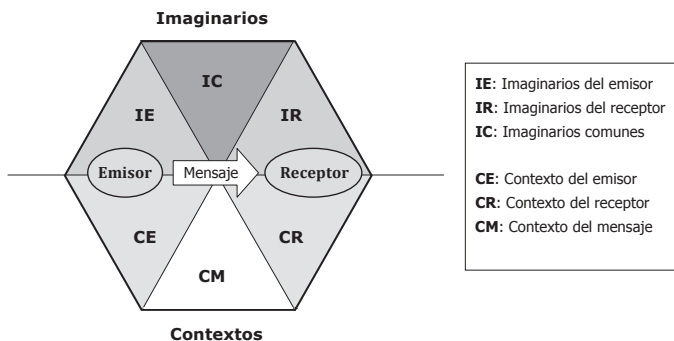 Imaginarios
IC
IE
IR
Emisor
Mensaje
Receptor
CE
CR
CM
Contextos
IE: Imaginarios del emisor
IR: Imaginarios del receptor
IC: Imaginarios comunes
CE: Contexto del emisor
CR: Contexto del receptor
CM: Contexto del mensaje